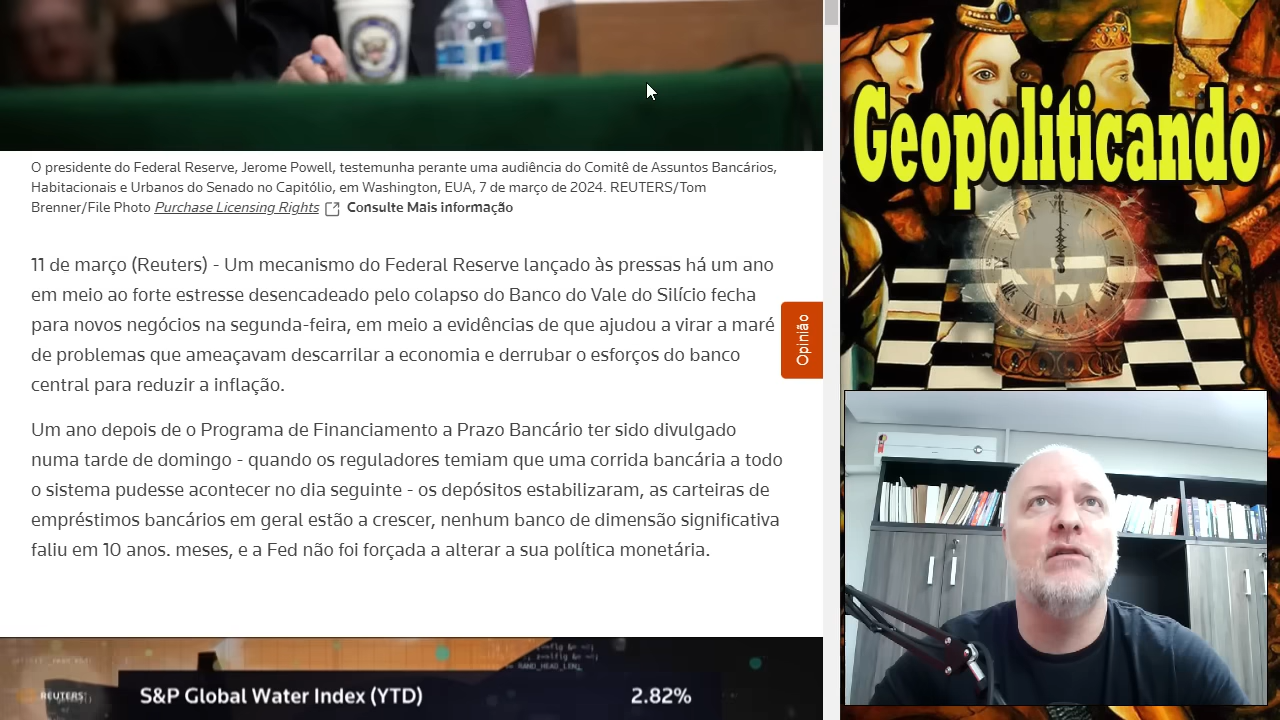 O presidente do Federal Reserve, Jerome Powell, testemunha perante uma audiência do Comitê de Assuntos Bancários,
Habitacionais e Urbanos do Senado no Capitólio, em Washington, EUA, 7 de março de 2024. REUTERS/Tom
Brenner/File Photo Purchase Licensing Rights Consulte Mais informação
11 de março (Reuters) - Um mecanismo do Federal Reserve lançado às pressas há um ano
em meio ao forte estresse desencadeado pelo colapso do Banco do Vale do Silício fecha
para novos negócios na segunda-feira, em meio a evidências de que ajudou a virar a maré
de problemas que ameaçavam descarrilar a economia e derrubar o esforços do banco
central para reduzir a inflação.
Um ano depois de o Programa de Financiamento a Prazo Bancário ter sido divulgado
numa tarde de domingo - quando os reguladores temiam que uma corrida bancária a todo
o sistema pudesse acontecer no dia seguinte - os depósitos estabilizaram, as carteiras de
empréstimos bancários em geral estão a crescer, nenhum banco de dimensão significativa
faliu em 10 anos. meses, e a Fed não foi forçada a alterar a sua política monetária.
Opinião
REUTERS
S&P Global Water Index (YTD) 2.82%
Geopoliticando